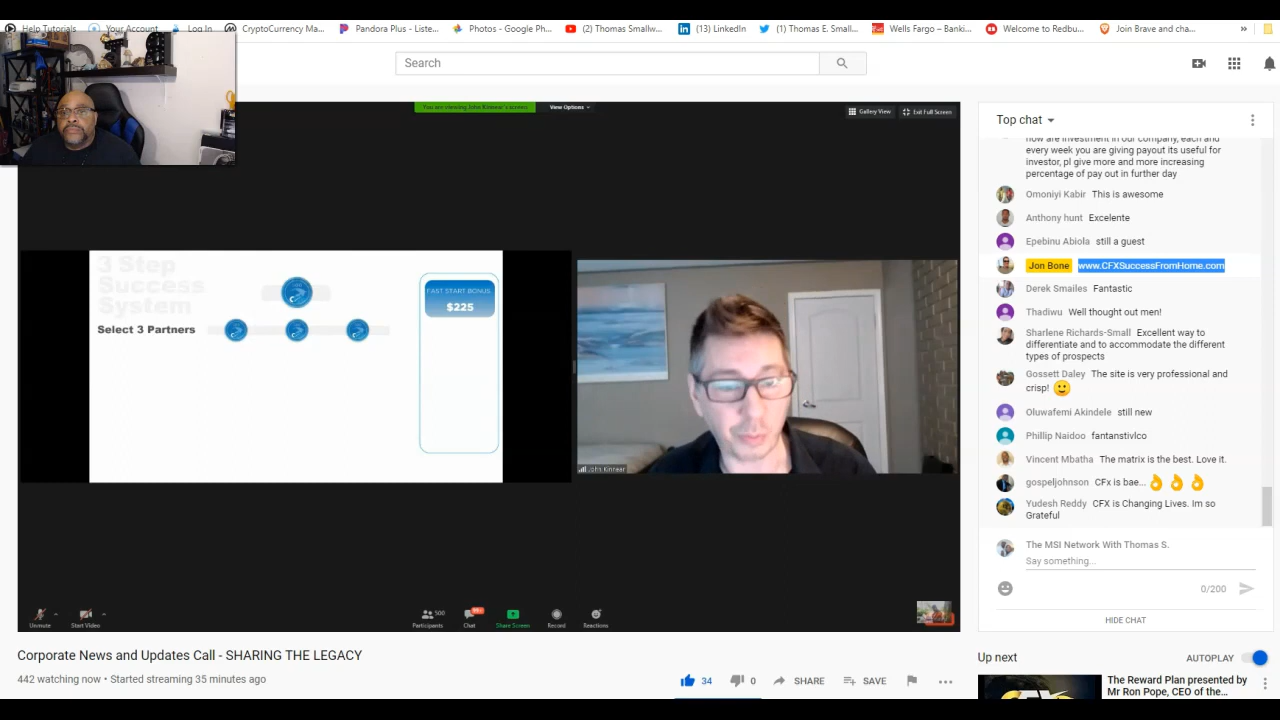 Help Tutorials
Your Account
Log In
CryptoCurrency Ma...
Pandora Plus - Liste...
Photos - Google Ph...
(2) Thomas Smallw...
(13) LinkedIn
(1) Thomas E. Small...
Wells Fargo – Banki...
Welcome to Redbu...
Join Brave and cha...
»
Search
You are viewing John Kinnear's screen
View Options
Gallery View
Exit Full Screen
3 Step
Success
System
Select 3 Partners
FAST START BONUS
$225
John Kinnear
Unmute
Start Video
500
Participants
Chat
Share Screen
Record
Reactions
Top chat
now are investment in our company, each and
every week you are giving payout its useful for
investor, pl give more and more increasing
percentage of pay out in further day
Omoniyi Kabir This is awesome
Anthony hunt Excelente
Epebinu Abiola still a guest
Jon Bone www.CFXSuccessFromHome.com
Derek Smailes Fantastic
Thadiwu Well thought out men!
Sharlene Richards-Small Excellent way to
differentiate and to accommodate the different
types of prospects
Gossett Daley The site is very professional and
crisp! 🙂
Oluwafemi Akindele still new
Phillip Naidoo fantanstivlco
Vincent Mbatha The matrix is the best. Love it.
gospeljohnson CFx is bae... 👌 👌 👌
Yudesh Reddy CFX is Changing Lives. Im so
Grateful
The MSI Network With Thomas S.
Say something...
0/200
HIDE CHAT
Corporate News and Updates Call - SHARING THE LEGACY
442 watching now • Started streaming 35 minutes ago
34
0
SHARE
SAVE
Up next
AUTOPLAY
The Reward Plan presented by
Mr Ron Pope, CEO of the...